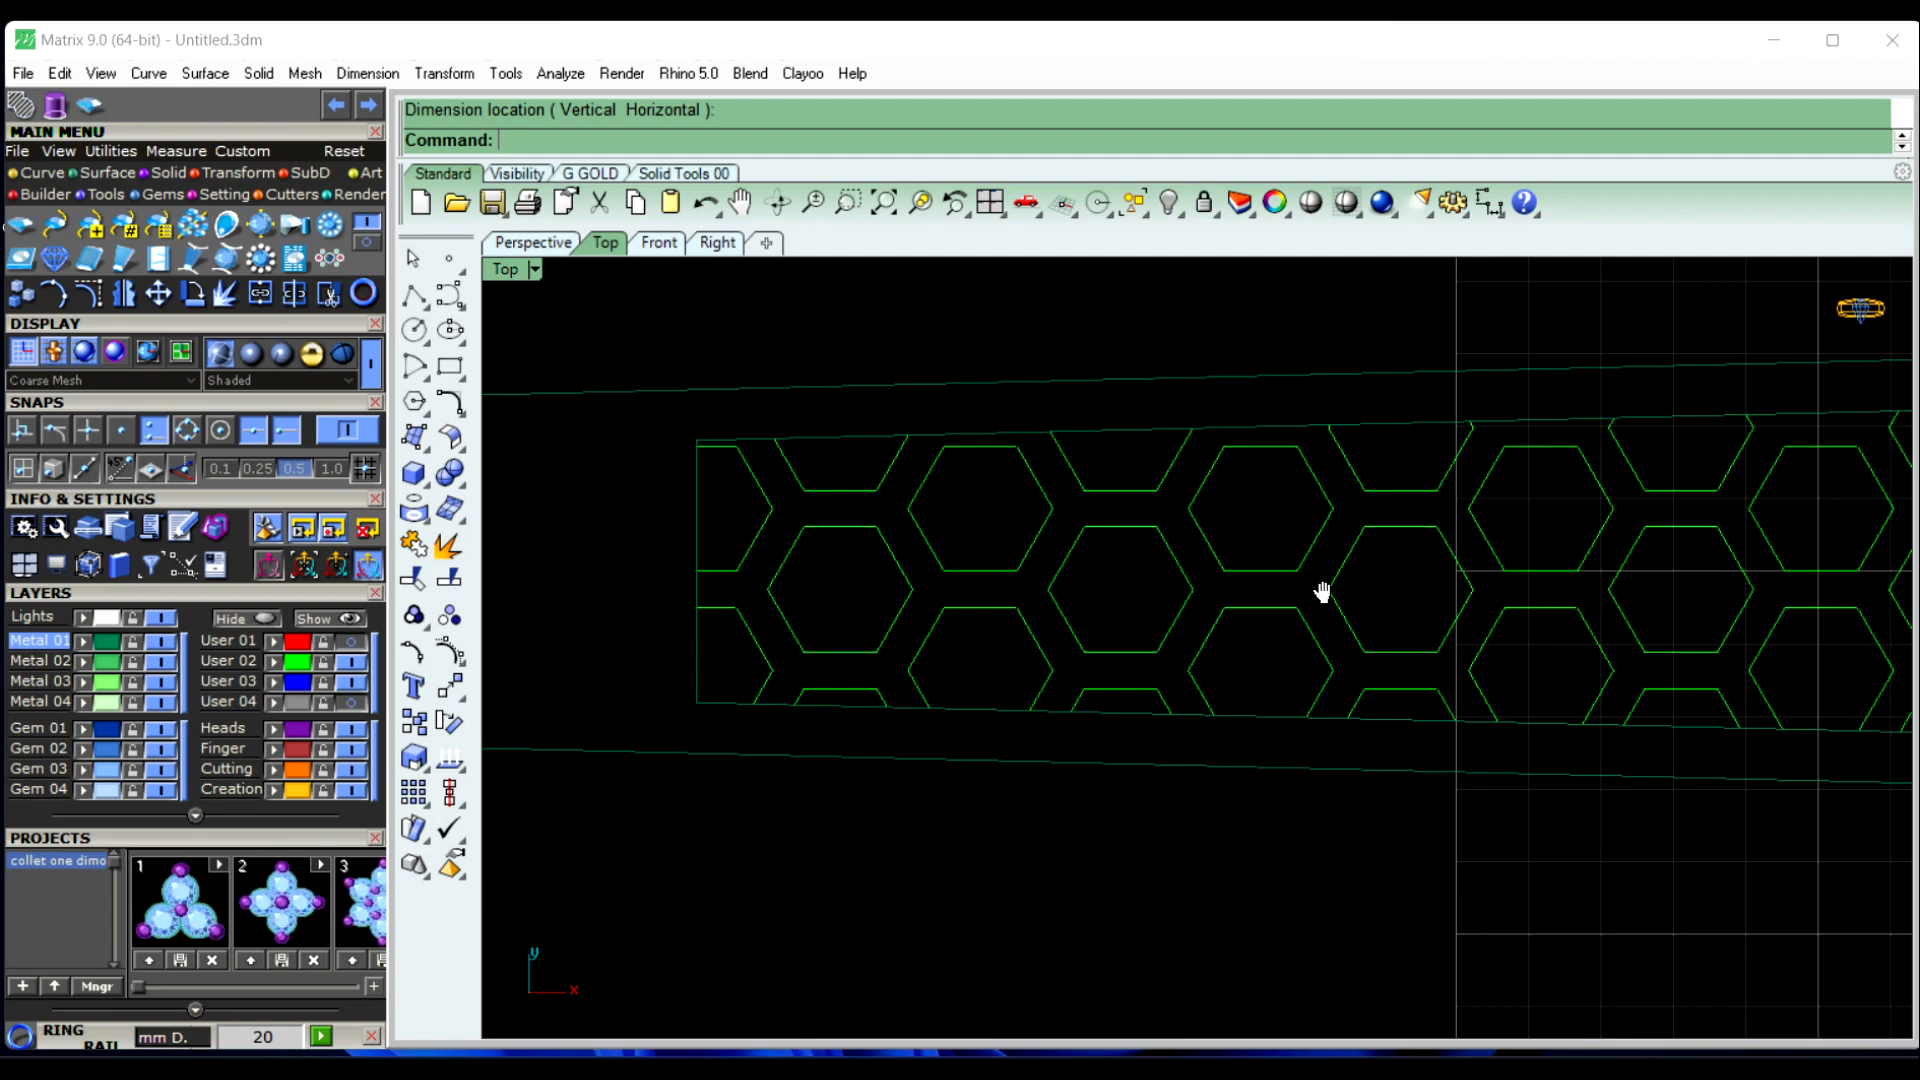 Matrix 9.0 (64-bit) - Untitled.3dm
File Edit View Curve Surface Solid Mesh Dimension Transform Tools Analyze Render Rhino 5.0 Blend Clayoo Help
Dimension location ( Vertical Horizontal ):
Command:
MAIN MENU
File View Utilities Measure Custom Reset
Curve Surface Solid Transform SubD Art
Builder Tools Gems Setting Cutters Render
Standard Visibility G GOLD Solid Tools 00
Perspective Top Front Right
Top
DISPLAY
Coarse Mesh Shaded
SNAPS
45°
0.1 0.25 0.5 1.0
INFO & SETTINGS
LAYERS
Lights Hide Show
Metal 01 User 01
Metal 02 User 02
Metal 03 User 03
Metal 04 User 04
Gem 01 Heads
Gem 02 Finger
Gem 03 Cutting
Gem 04 Creation
PROJECTS
collet one dimo 1 2 3
Mngr
RING RAIL mm D. 20
y
x